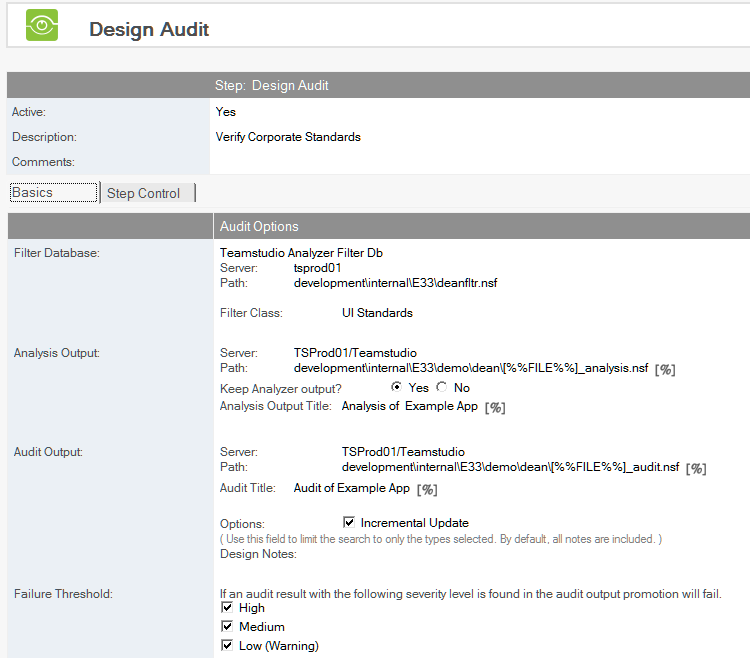 Design Audit
Step: Design Audit
Active: Yes
Description: Verify Corporate Standards
Comments:
Basics Step Control
Audit Options
Filter Database: Teamstudio Analyzer Filter Db
Server: tsprod01
Path: development\internal\E33\deanfltr.nsf
Filter Class: UI Standards
Analysis Output: Server: TSProd01/Teamstudio
Path: development\internal\E33\demo\dean\[%%FILE%%]_analysis.nsf [%]
Keep Analyzer output? Yes No
Analysis Output Title: Analysis of Example App [%]
Audit Output: Server: TSProd01/Teamstudio
Path: development\internal\E33\demo\dean\[%%FILE%%]_audit.nsf [%]
Audit Title: Audit of Example App [%]
Options: Incremental Update
( Use this field to limit the search to only the types selected. By default, all notes are included. )
Design Notes:
Failure Threshold: If an audit result with the following severity level is found in the audit output promotion will fail.
High
Medium
Low (Warning)